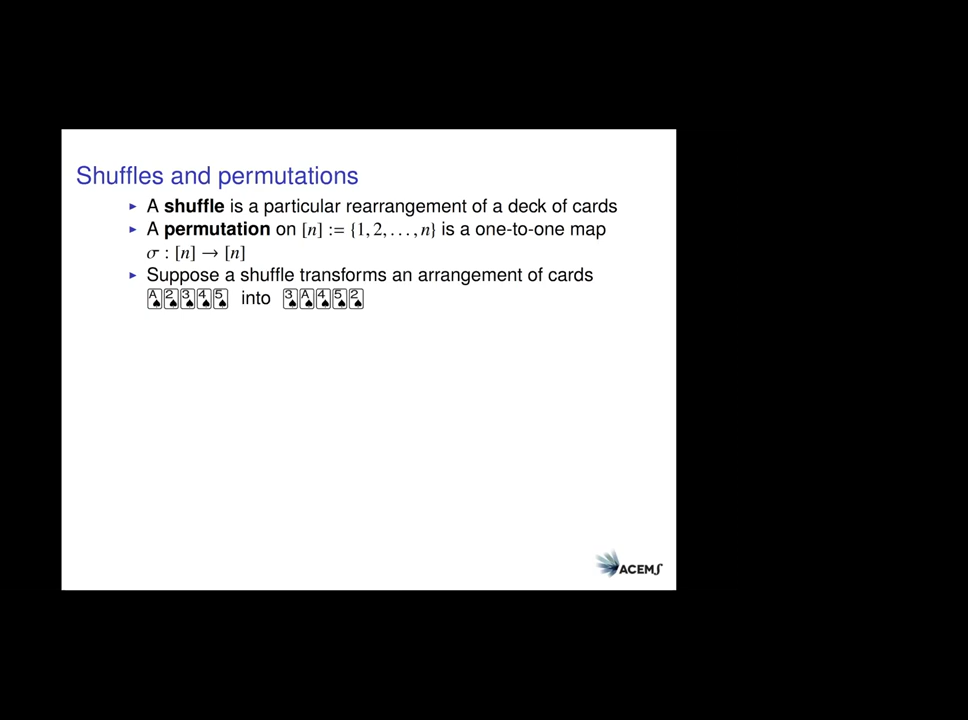 Shuffles and permutations
▶ A shuffle is a particular rearrangement of a deck of cards
▶ A permutation on [n] := {1, 2, . . . , n} is a one-to-one map
σ : [n] → [n]
▶ Suppose a shuffle transforms an arrangement of cards
A♠ 2♠ 3♠ 4♠ 5♠ into 3♠ A♠ 4♠ 5♠ 2♠
ACEMS